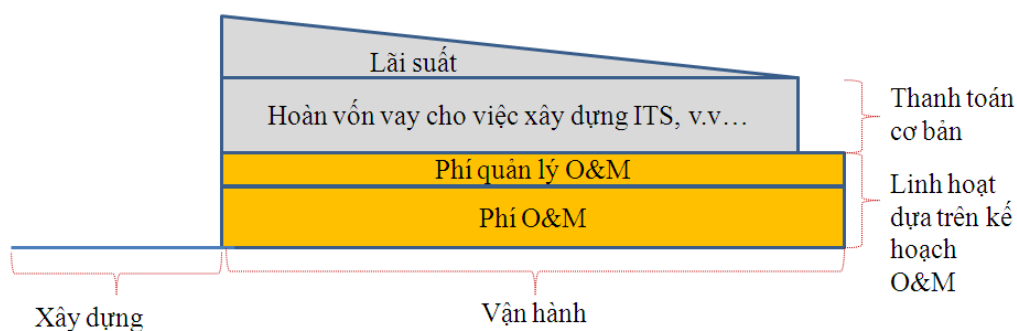 Lãi suất
Hoàn vốn vay cho việc xây dựng ITS, v.v…
Thanh toán
cơ bản
Phí quản lý O&M
Phí O&M
Linh hoạt
dựa trên kế
hoạch
O&M
Xây dựng
Vận hành